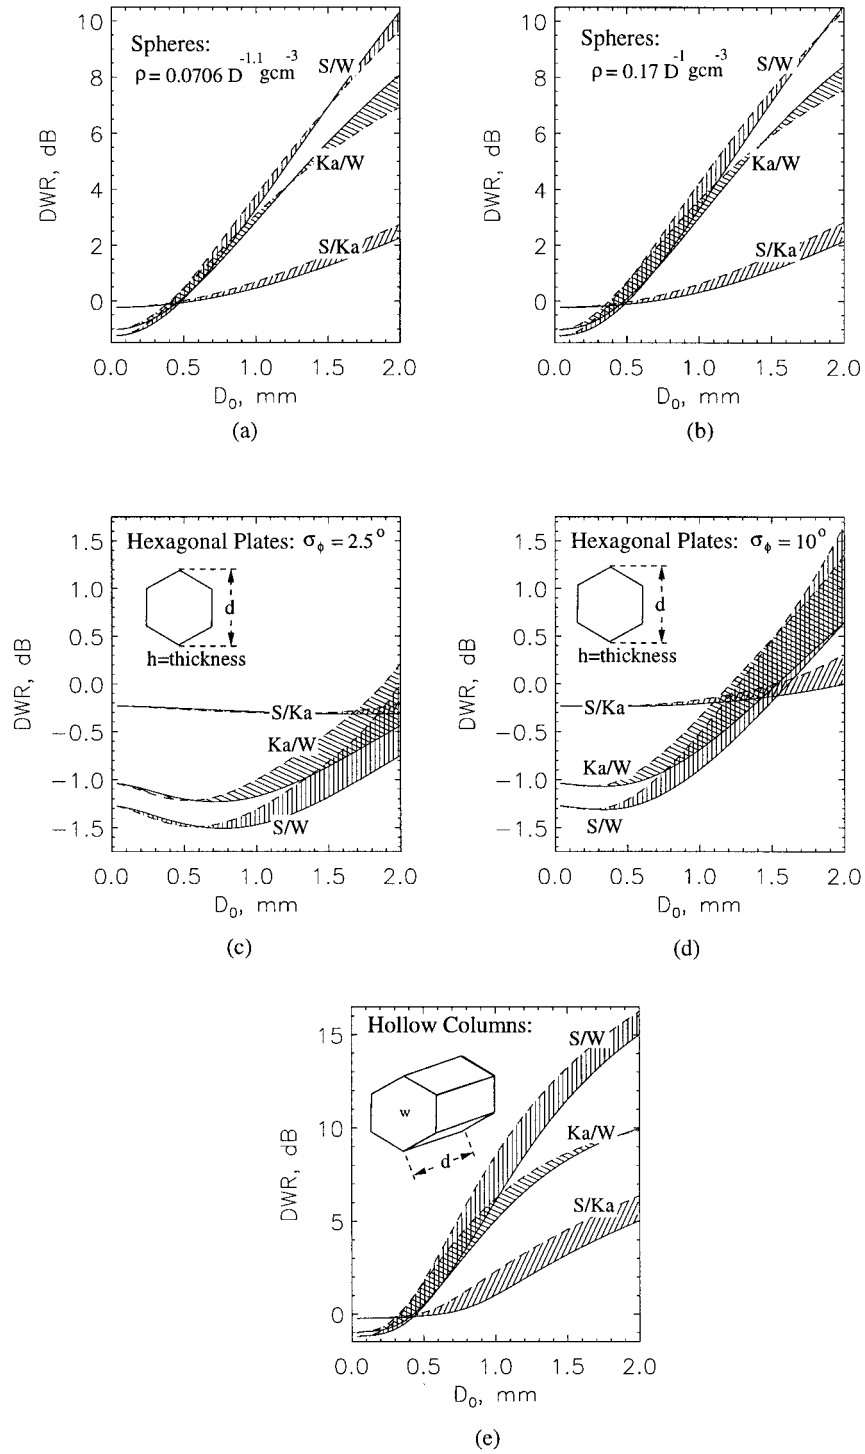 Spheres:
ρ = 0.0706 D^-1.1 gcm^-3
S/W
Ka/W
S/Ka
DWR, dB
10
8
6
4
2
0
0.0 0.5 1.0 1.5 2.0
D₀, mm
(a)
Spheres:
ρ = 0.17 D^-1 gcm^-3
S/W
Ka/W
S/Ka
DWR, dB
10
8
6
4
2
0
0.0 0.5 1.0 1.5 2.0
D₀, mm
(b)
Hexagonal Plates: σ_ϕ = 2.5°
d
h=thickness
S/Ka
Ka/W
S/W
DWR, dB
1.5
1.0
0.5
0.0
−0.5
−1.0
−1.5
0.0 0.5 1.0 1.5 2.0
D₀, mm
(c)
Hexagonal Plates: σ_ϕ = 10°
d
h=thickness
S/Ka
Ka/W
S/W
DWR, dB
1.5
1.0
0.5
0.0
−0.5
−1.0
−1.5
0.0 0.5 1.0 1.5 2.0
D₀, mm
(d)
Hollow Columns:
w
d
S/W
Ka/W
S/Ka
DWR, dB
15
10
5
0
0.0 0.5 1.0 1.5 2.0
D₀, mm
(e)